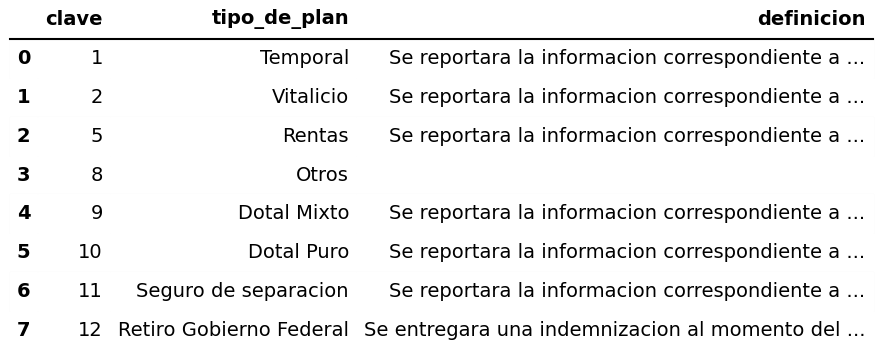 clave tipo_de_plan definicion
0 1 Temporal Se reportara la informacion correspondiente a ...
1 2 Vitalicio Se reportara la informacion correspondiente a ...
2 5 Rentas Se reportara la informacion correspondiente a ...
3 8 Otros
4 9 Dotal Mixto Se reportara la informacion correspondiente a ...
5 10 Dotal Puro Se reportara la informacion correspondiente a ...
6 11 Seguro de separacion Se reportara la informacion correspondiente a ...
7 12 Retiro Gobierno Federal Se entregara una indemnizacion al momento del ...